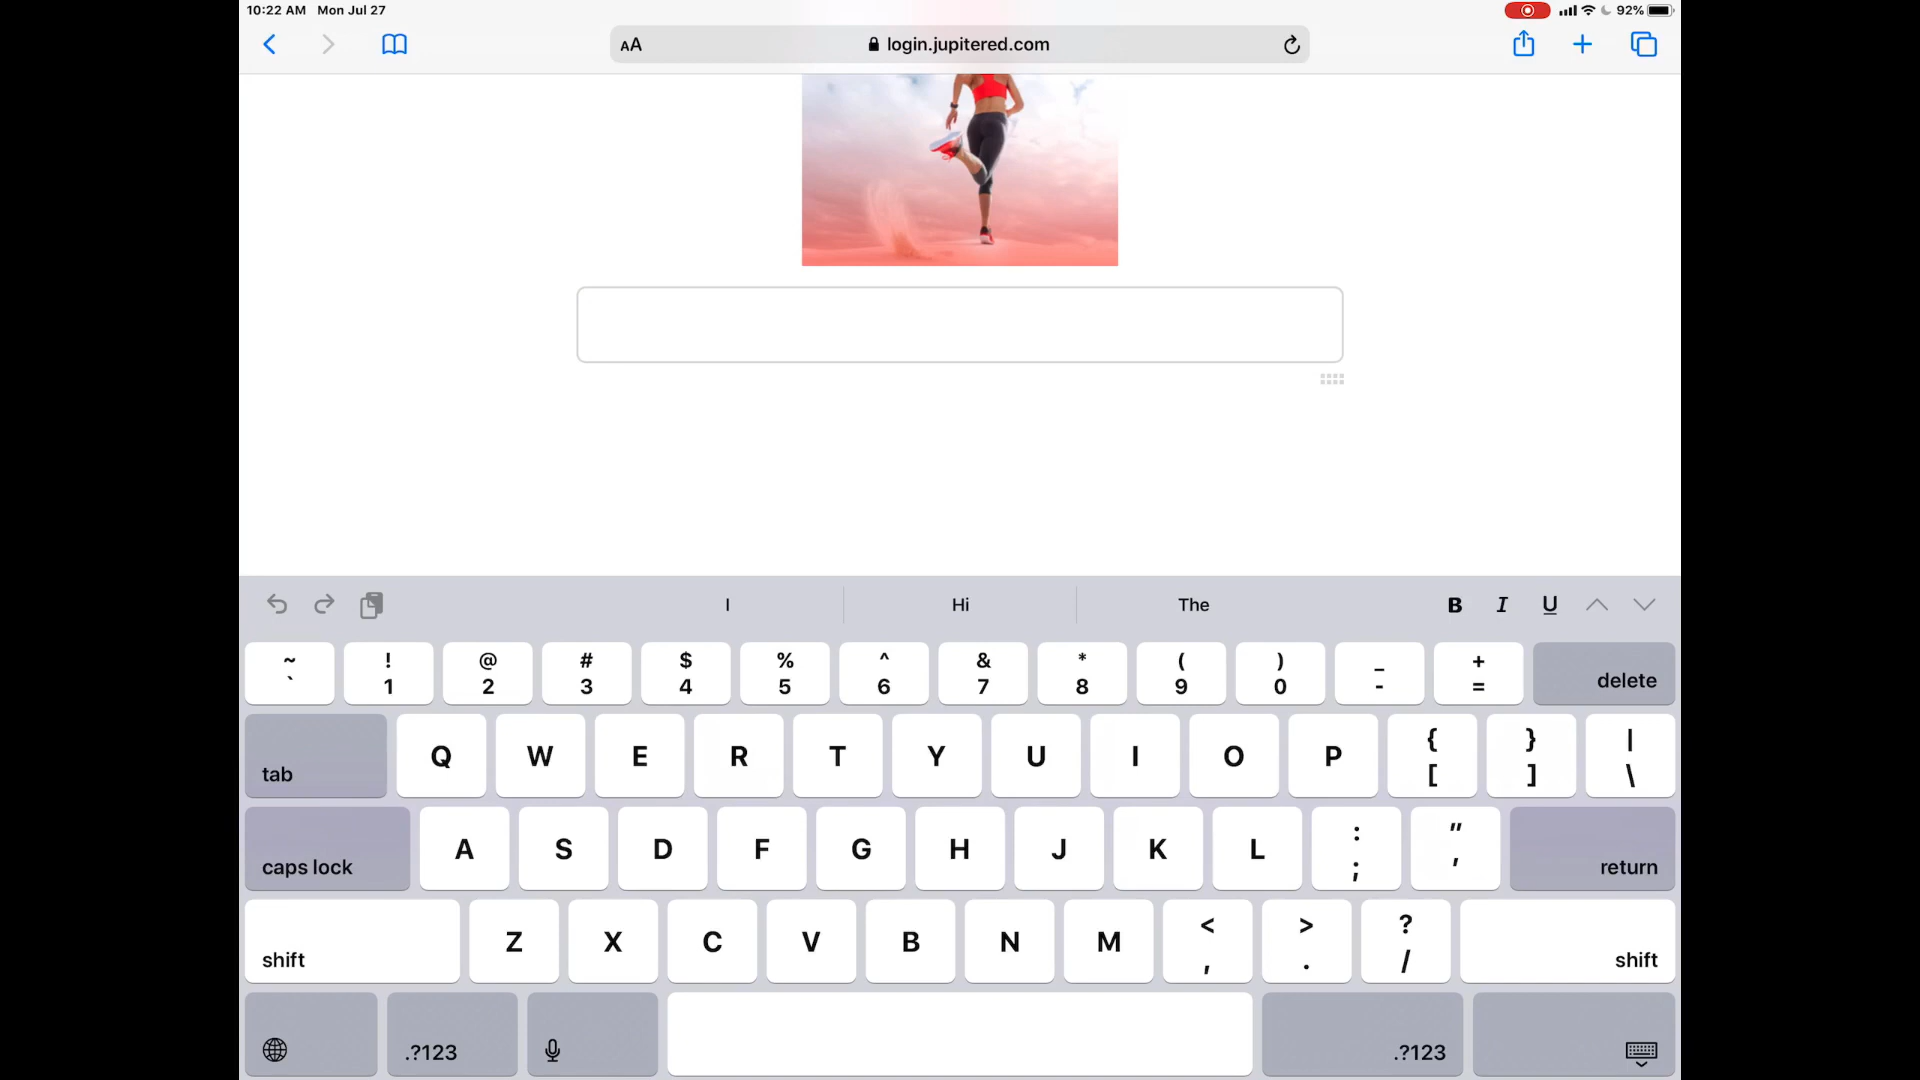 10:22 AM Mon Jul 27 92%
AA login.jupitered.com
I Hi The B I U
~ ! @ # $ % ^ & * ( ) _ +
` 1 2 3 4 5 6 7 8 9 0 - = delete
tab Q W E R T Y U I O P { [ } ] | \
caps lock A S D F G H J K L : ; " ' return
shift Z X C V B N M < , > . ? / shift
.?123 .?123